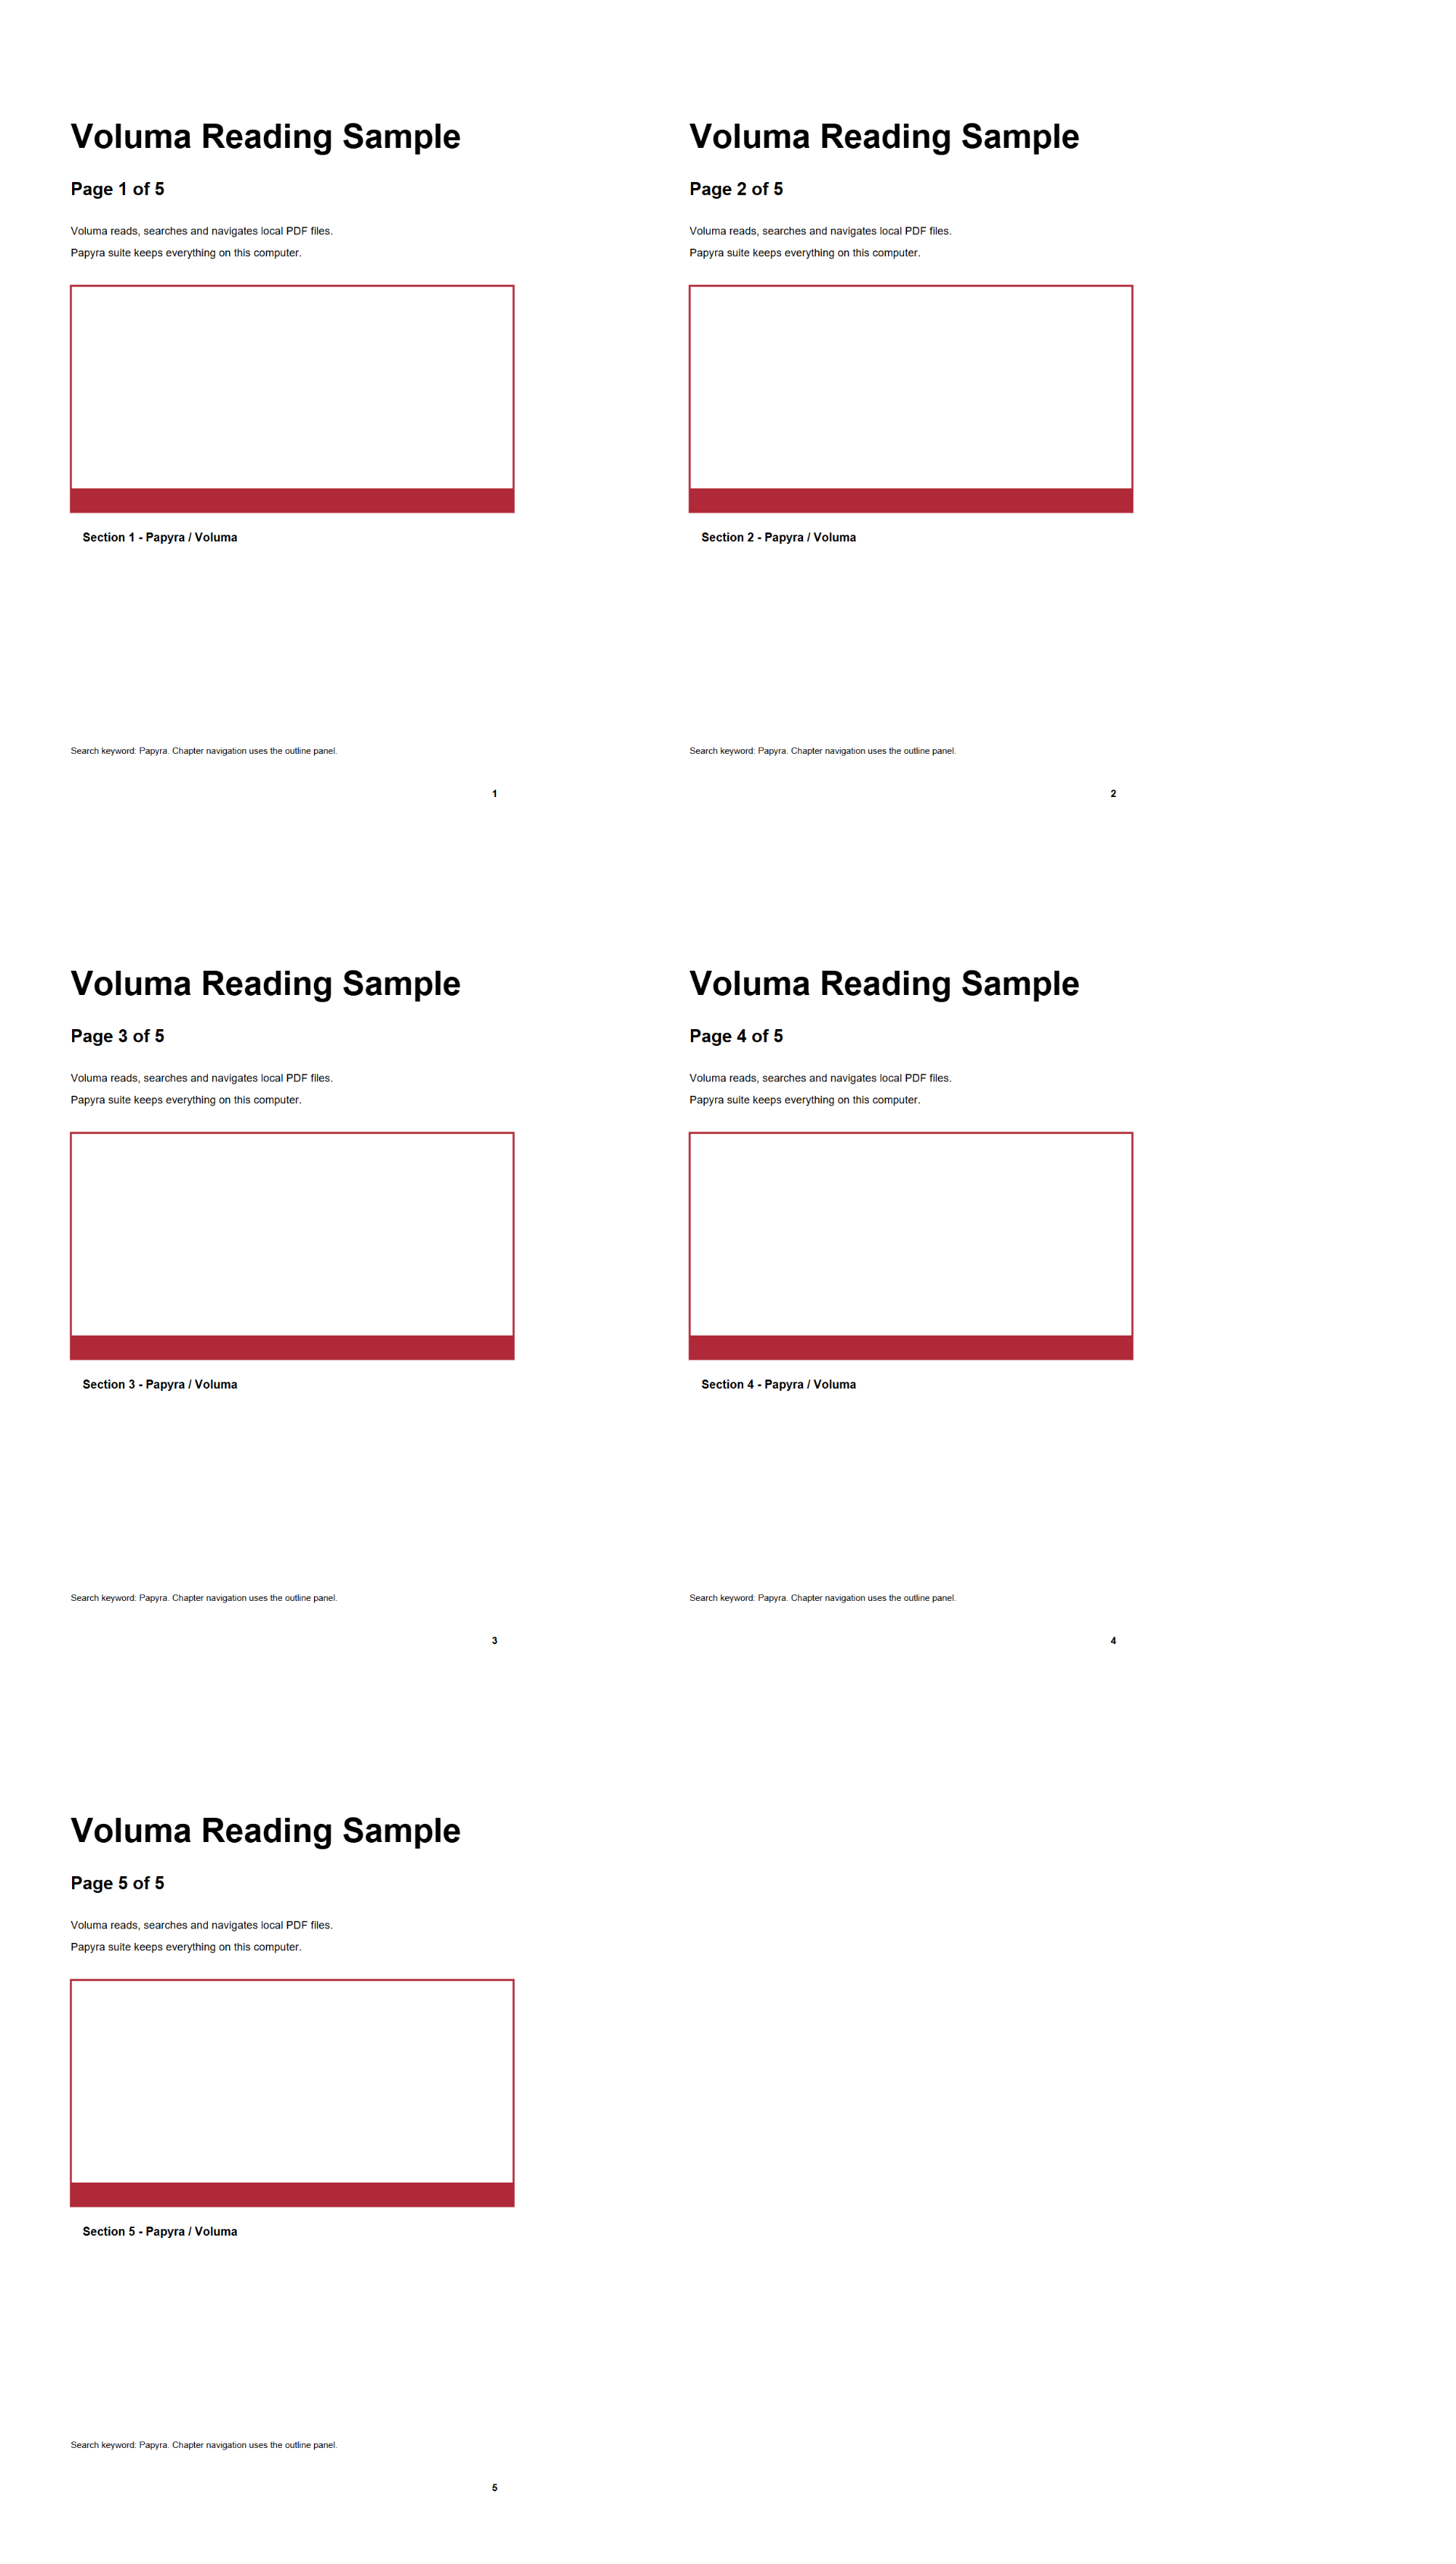 Voluma Reading Sample
Page 1 of 5
Voluma reads, searches and navigates local PDF files.
Papyra suite keeps everything on this computer.
Section 1 - Papyra / Voluma
Search keyword: Papyra. Chapter navigation uses the outline panel.
1
Voluma Reading Sample
Page 2 of 5
Voluma reads, searches and navigates local PDF files.
Papyra suite keeps everything on this computer.
Section 2 - Papyra / Voluma
Search keyword: Papyra. Chapter navigation uses the outline panel.
2
Voluma Reading Sample
Page 3 of 5
Voluma reads, searches and navigates local PDF files.
Papyra suite keeps everything on this computer.
Section 3 - Papyra / Voluma
Search keyword: Papyra. Chapter navigation uses the outline panel.
3
Voluma Reading Sample
Page 4 of 5
Voluma reads, searches and navigates local PDF files.
Papyra suite keeps everything on this computer.
Section 4 - Papyra / Voluma
Search keyword: Papyra. Chapter navigation uses the outline panel.
4
Voluma Reading Sample
Page 5 of 5
Voluma reads, searches and navigates local PDF files.
Papyra suite keeps everything on this computer.
Section 5 - Papyra / Voluma
Search keyword: Papyra. Chapter navigation uses the outline panel.
5